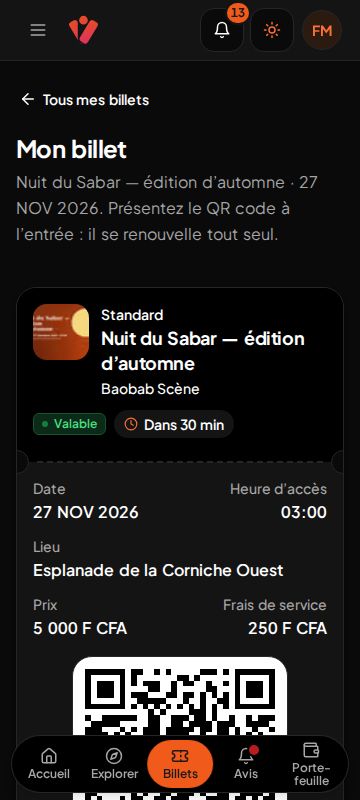 13
FM
Tous mes billets
Mon billet
Nuit du Sabar — édition d’automne · 27
NOV 2026. Présentez le QR code à
l’entrée : il se renouvelle tout seul.
Standard
Nuit du Sabar — édition
d’automne
Baobab Scène
Valable
Dans 30 min
Date
Heure d’accès
27 NOV 2026
03:00
Lieu
Esplanade de la Corniche Ouest
Prix
Frais de service
5 000 F CFA
250 F CFA
Accueil
Explorer
Billets
Avis
Porte-
feuille